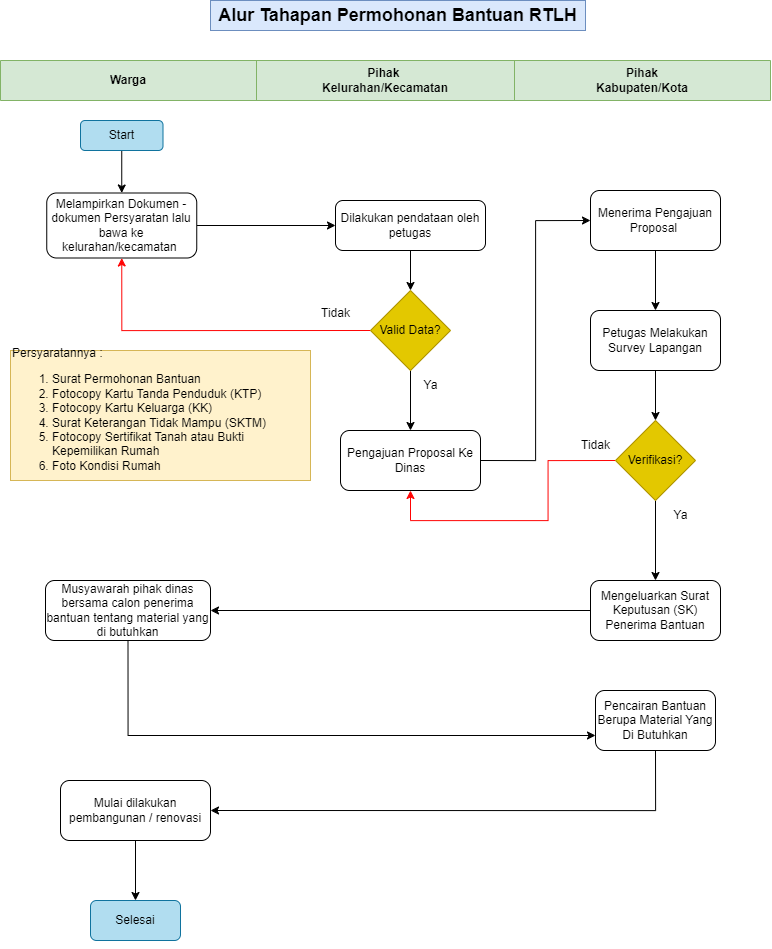 Alur Tahapan Permohonan Bantuan RTLH
Warga
Pihak
Kelurahan/Kecamatan
Pihak
Kabupaten/Kota
Start
Melampirkan Dokumen -
dokumen Persyaratan lalu
bawa ke
kelurahan/kecamatan
Dilakukan pendataan oleh
petugas
Menerima Pengajuan
Proposal
Tidak
Valid Data?
Petugas Melakukan
Survey Lapangan
Persyaratannya :
1. Surat Permohonan Bantuan
2. Fotocopy Kartu Tanda Penduduk (KTP)
3. Fotocopy Kartu Keluarga (KK)
4. Surat Keterangan Tidak Mampu (SKTM)
5. Fotocopy Sertifikat Tanah atau Bukti
Kepemilikan Rumah
6. Foto Kondisi Rumah
Ya
Pengajuan Proposal Ke
Dinas
Tidak
Verifikasi?
Ya
Musyawarah pihak dinas
bersama calon penerima
bantuan tentang material yang
di butuhkan
Mengeluarkan Surat
Keputusan (SK)
Penerima Bantuan
Pencairan Bantuan
Berupa Material Yang
Di Butuhkan
Mulai dilakukan
pembangunan / renovasi
Selesai